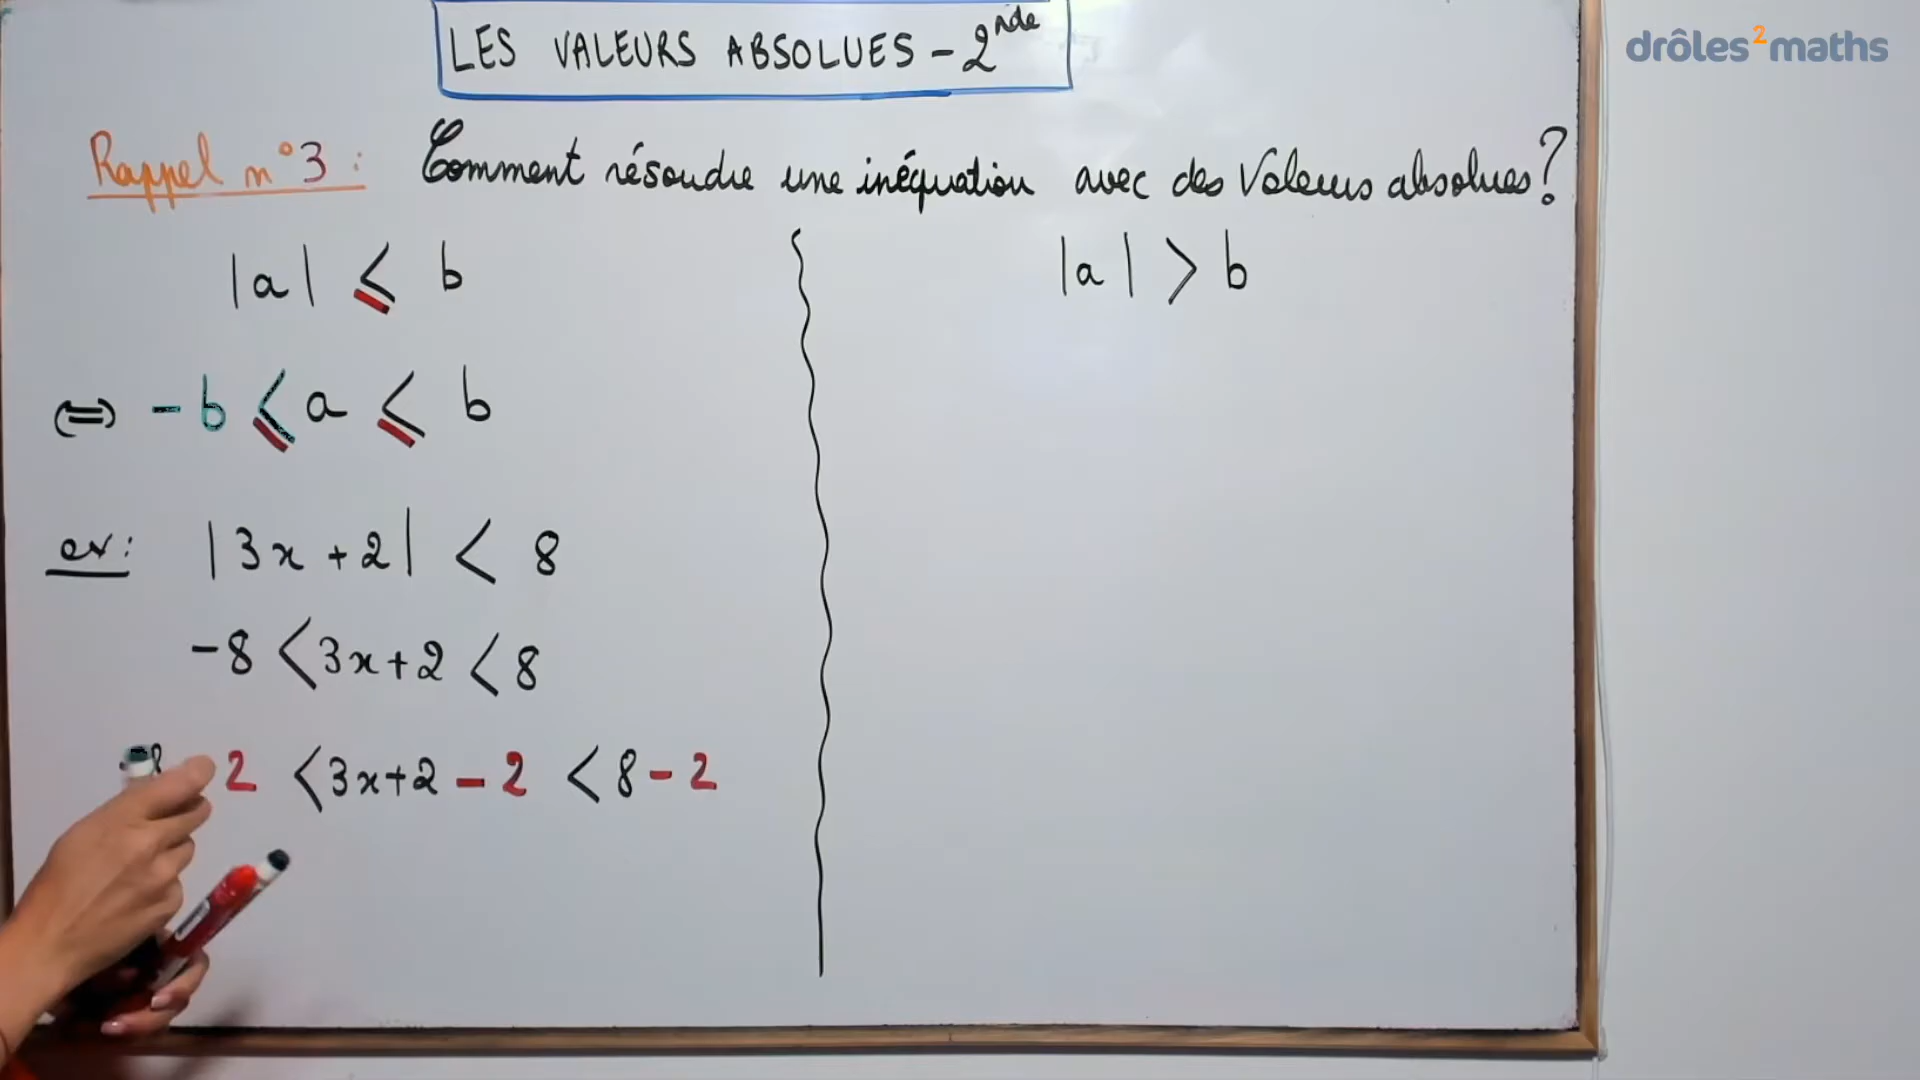 LES VALEURS ABSOLUES - 2nde
drôles2maths
Rappel n°3 : Comment résoudre une inéquation avec des Valeurs absolues ?
|a| ⩽ b
|a| > b
⇔ -b ⩽ a ⩽ b
ex: |3x + 2| < 8
-8 < 3x+2 < 8
2 < 3x+2 - 2 < 8 - 2